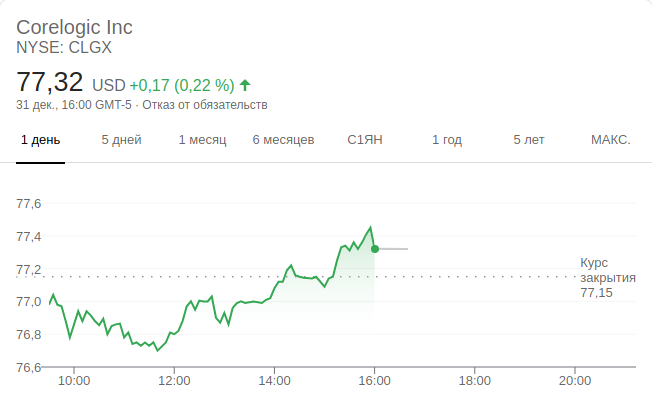 Corelogic Inc
NYSE: CLGX
77,32 USD +0,17 (0,22 %)
31 дек., 16:00 GMT-5 · Отказ от обязательств
1 день 5 дней 1 месяц 6 месяцев С1ЯН 1 год 5 лет МАКС.
77,6
77,4
77,2
77,0
76,8
76,6
Курс
закрытия
77,15
10:00 12:00 14:00 16:00 18:00 20:00